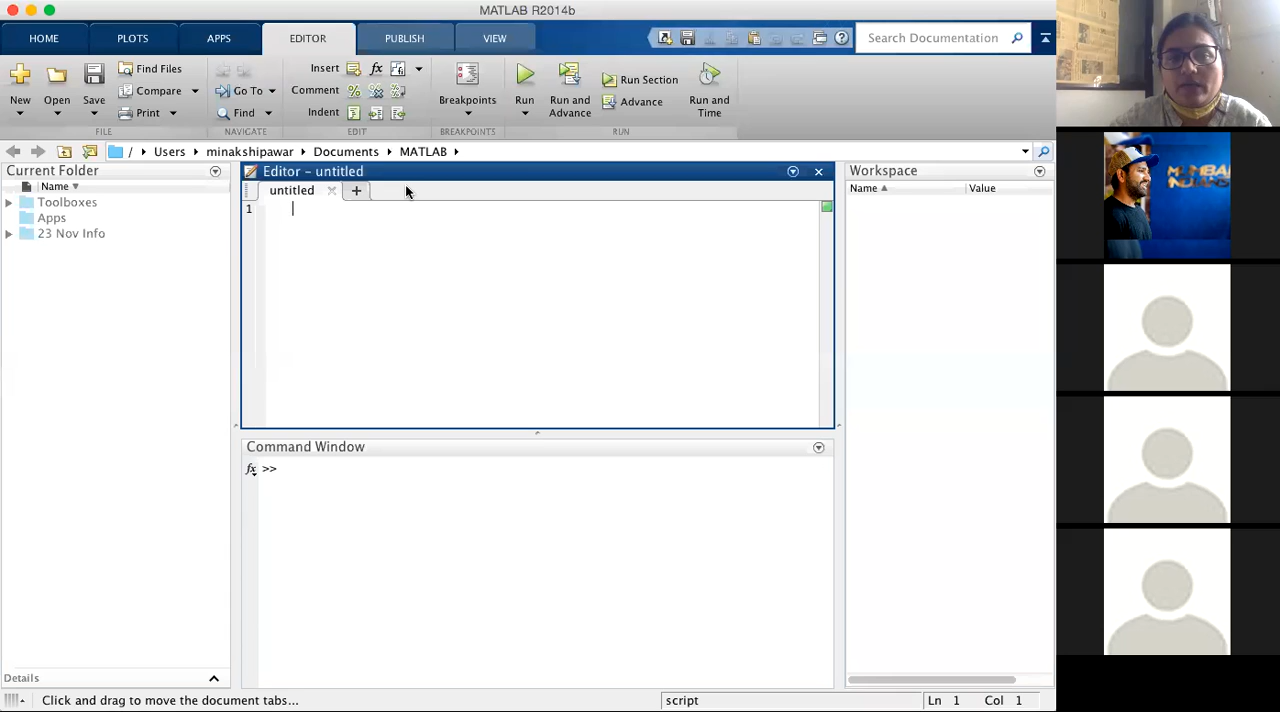 MATLAB R2014b
HOME PLOTS APPS EDITOR PUBLISH VIEW
Search Documentation
New Open Save
Find Files
Compare
Print
FILE
Go To
Find
NAVIGATE
Insert fx
Comment %
Indent
EDIT
Breakpoints
BREAKPOINTS
Run
Run and Advance
Run Section
Advance
Run and Time
RUN
/ Users minakshipawar Documents MATLAB
Current Folder
Name
Toolboxes
Apps
23 Nov Info
Details
Editor - untitled
untitled +
1
Command Window
fx >>
Workspace
Name Value
MUMBAI
INDIANS
Click and drag to move the document tabs...
script
Ln 1 Col 1